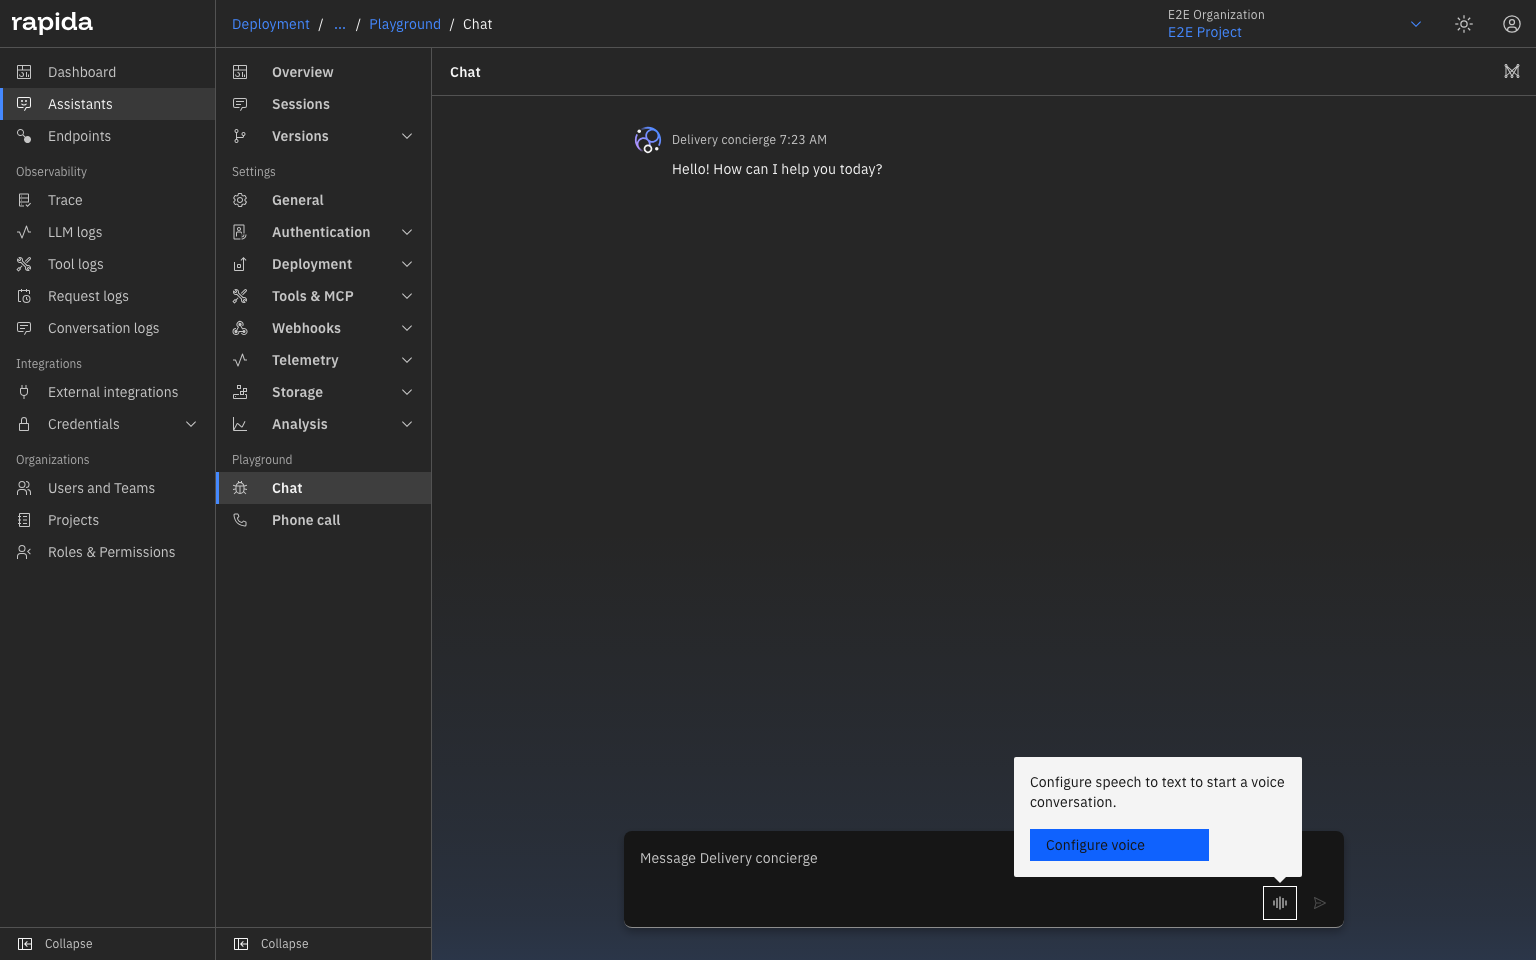 rapida
Deployment / ... / Playground / Chat
E2E Organization
E2E Project
Dashboard
Assistants
Endpoints
Observability
Trace
LLM logs
Tool logs
Request logs
Conversation logs
Integrations
External integrations
Credentials
Organizations
Users and Teams
Projects
Roles & Permissions
Collapse
Overview
Sessions
Versions
Settings
General
Authentication
Deployment
Tools & MCP
Webhooks
Telemetry
Storage
Analysis
Playground
Chat
Phone call
Collapse
Chat
Delivery concierge 7:23 AM
Hello! How can I help you today?
Configure speech to text to start a voice
conversation.
Configure voice
Message Delivery concierge